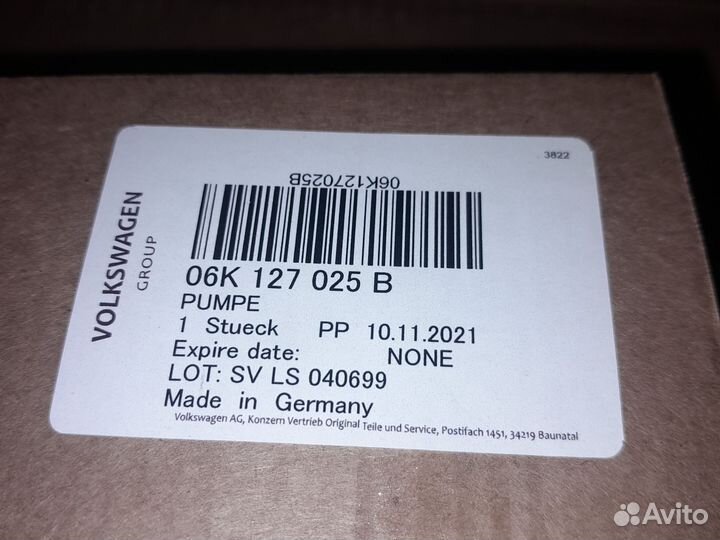 3822
06K127025B
VOLKSWAGEN
GROUP
06K 127 025 B
PUMPE
1 Stueck PP 10.11.2021
Expire date: NONE
LOT: SV LS 040699
Made in Germany
Volkswagen AG, Konzern Vertrieb Original Teile und Service, Postifach 1451, 34219 Baunatal
Avito